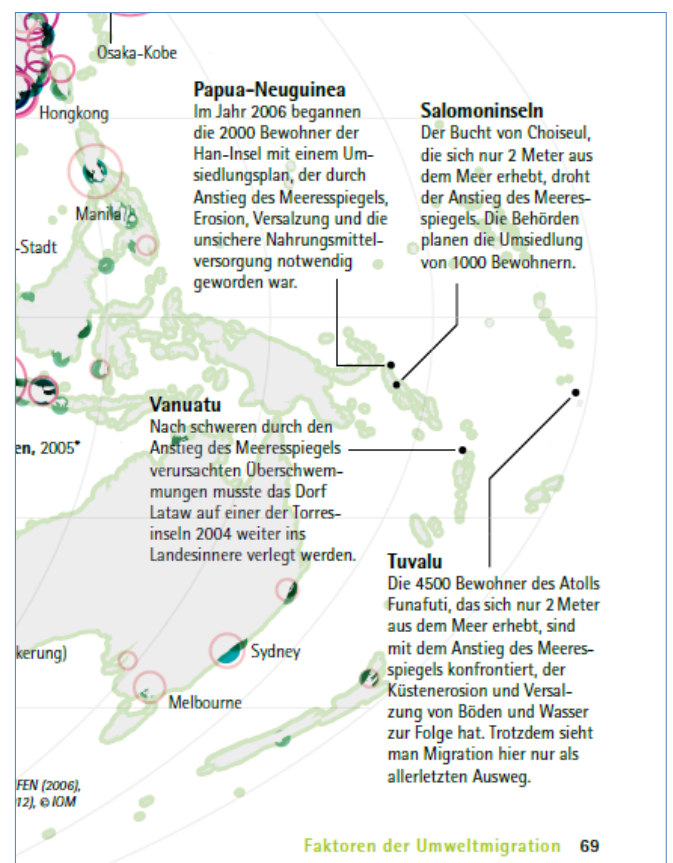 Osaka-Kobe
Hongkong
Manila
-Stadt
Papua-Neuguinea
Im Jahr 2006 begannen
die 2000 Bewohner der
Han-Insel mit einem Um-
siedlungsplan, der durch
Anstieg des Meeresspiegels,
Erosion, Versalzung und die
unsichere Nahrungsmittel-
versorgung notwendig
geworden war.
Salomoninseln
Der Bucht von Choiseul,
die sich nur 2 Meter aus
dem Meer erhebt, droht
der Anstieg des Meeres-
spiegels. Die Behörden
planen die Umsiedlung
von 1000 Bewohnern.
Vanuatu
Nach schweren durch den
Anstieg des Meeresspiegels
verursachten Überschwem-
mungen musste das Dorf
Lataw auf einer der Torres-
inseln 2004 weiter ins
Landesinnere verlegt werden.
en, 2005*
Tuvalu
Die 4500 Bewohner des Atolls
Funafuti, das sich nur 2 Meter
aus dem Meer erhebt, sind
mit dem Anstieg des Meeres-
spiegels konfrontiert, der
Küstenerosion und Versal-
zung von Böden und Wasser
zur Folge hat. Trotzdem sieht
man Migration hier nur als
allerletzten Ausweg.
kerung)
Sydney
Melbourne
FEN (2006),
12), © IOM
Faktoren der Umweltmigration 69